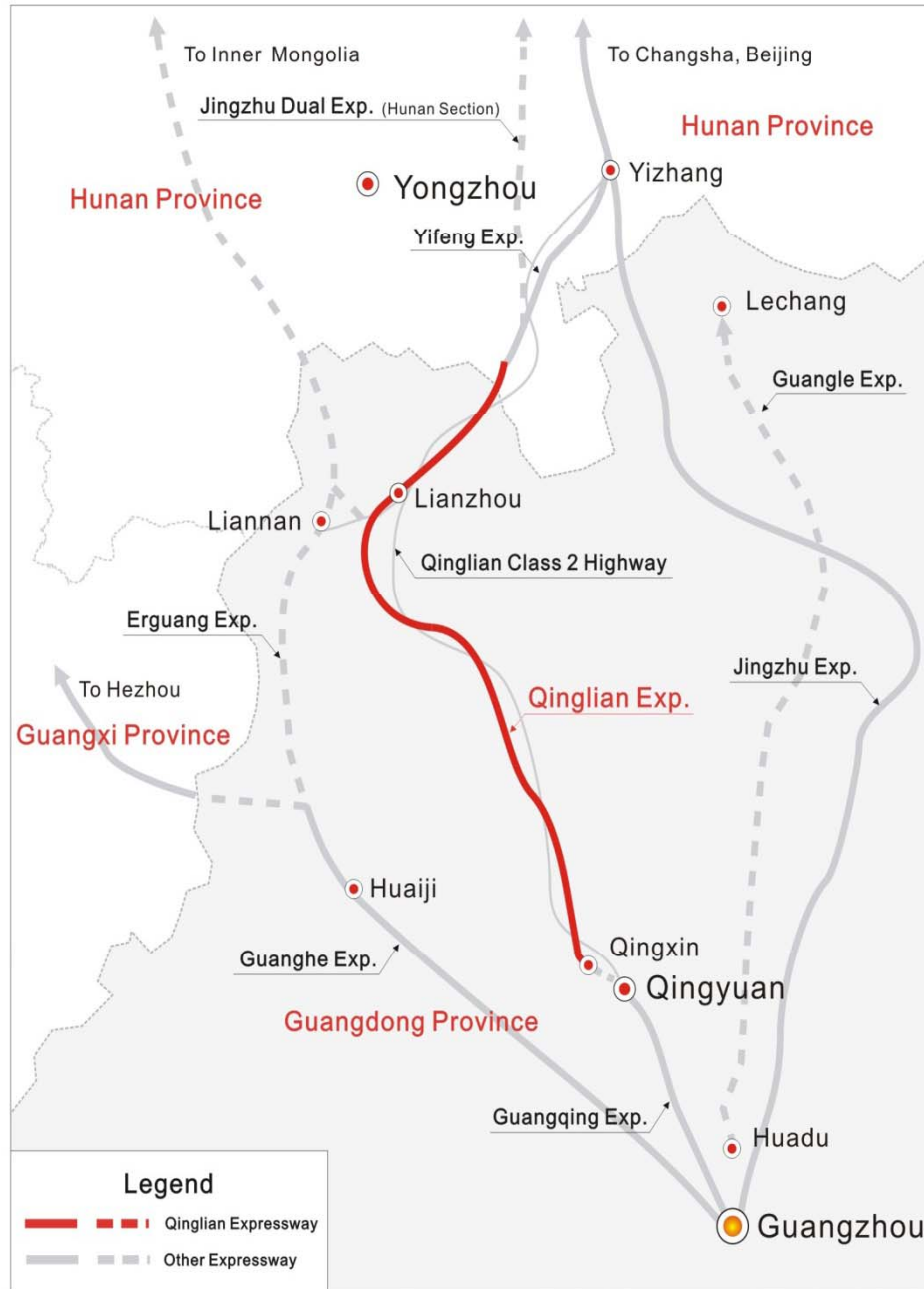 To Inner Mongolia
To Changsha, Beijing
Jingzhu Dual Exp. (Hunan Section)
Hunan Province
Yizhang
Yongzhou
Hunan Province
Yifeng Exp.
Lechang
Guangle Exp.
Lianzhou
Liannan
Qinglian Class 2 Highway
Erguang Exp.
Jingzhu Exp.
To Hezhou
Qinglian Exp.
Guangxi Province
Huaiji
Qingxin
Guanghe Exp.
Qingyuan
Guangdong Province
Guangqing Exp.
Huadu
Legend
Qinglian Expressway
Guangzhou
Other Expressway